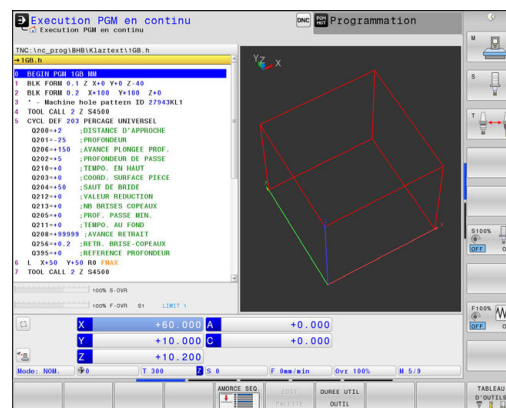 Execution PGM en continu
Execution PGM en continu
DNC
Programmation
TNC:\nc_prog\BHB\Klartext\1GB.h
→1GB.h
0 BEGIN PGM 1GB MM
1 BLK FORM 0.1 Z X+0 Y+0 Z-40
2 BLK FORM 0.2 X+100 Y+100 Z+0
3 * - Machine hole pattern ID 27943KL1
4 TOOL CALL 2 Z S4500
5 CYCL DEF 203 PERCAGE UNIVERSEL
Q200=+2 ;DISTANCE D'APPROCHE
Q201=-25 ;PROFONDEUR
Q206=+150 ;AVANCE PLONGEE PROF.
Q202=+5 ;PROFONDEUR DE PASSE
Q210=+0 ;TEMPO. EN HAUT
Q203=+0 ;COORD. SURFACE PIECE
Q204=+50 ;SAUT DE BRIDE
Q212=+0 ;VALEUR REDUCTION
Q213=+0 ;NB BRISES COPEAUX
Q205=+0 ;PROF. PASSE MIN.
Q211=+0 ;TEMPO. AU FOND
Q208=+99999 ;AVANCE RETRAIT
Q256=+0.2 ;RETR. BRISE-COPEAUX
Q395=+0 ;REFERENCE PROFONDEUR
6 L X+50 Y+50 R0 FMAX
7 TOOL CALL 2 Z S4500
Y Z X
100% S-OVR
100% F-OVR S1 LIMIT 1
X +60.000 A +0.000
Y +10.000 C +0.000
Z +10.200
Mode: NOM. 0 T 300 Z S 0 F 0mm/min Ovr 100% M 5/9
M
S
T
S100%
OFF
F100%
OFF
AMORCE SEQ.
EDIT
PALETTE
DUREE UTIL
OUTIL
TABLEAU
D'OUTILS